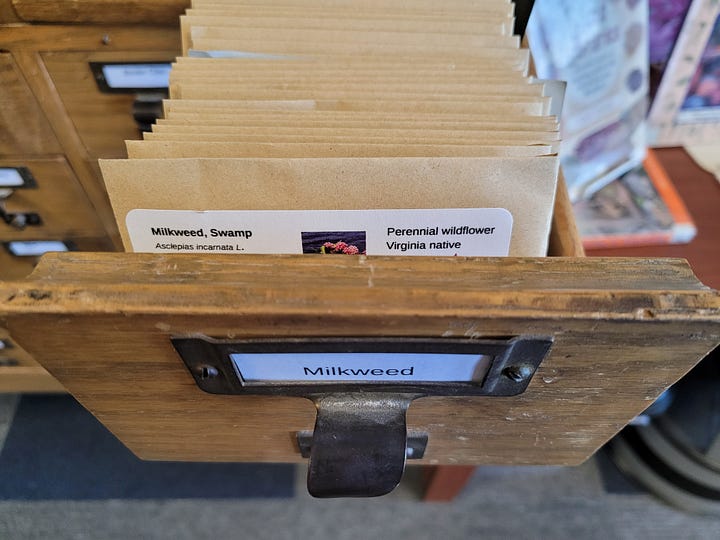 Milkweed, Swamp
Asclepias incarnata L.
Perennial wildflower
Virginia native
Milkweed